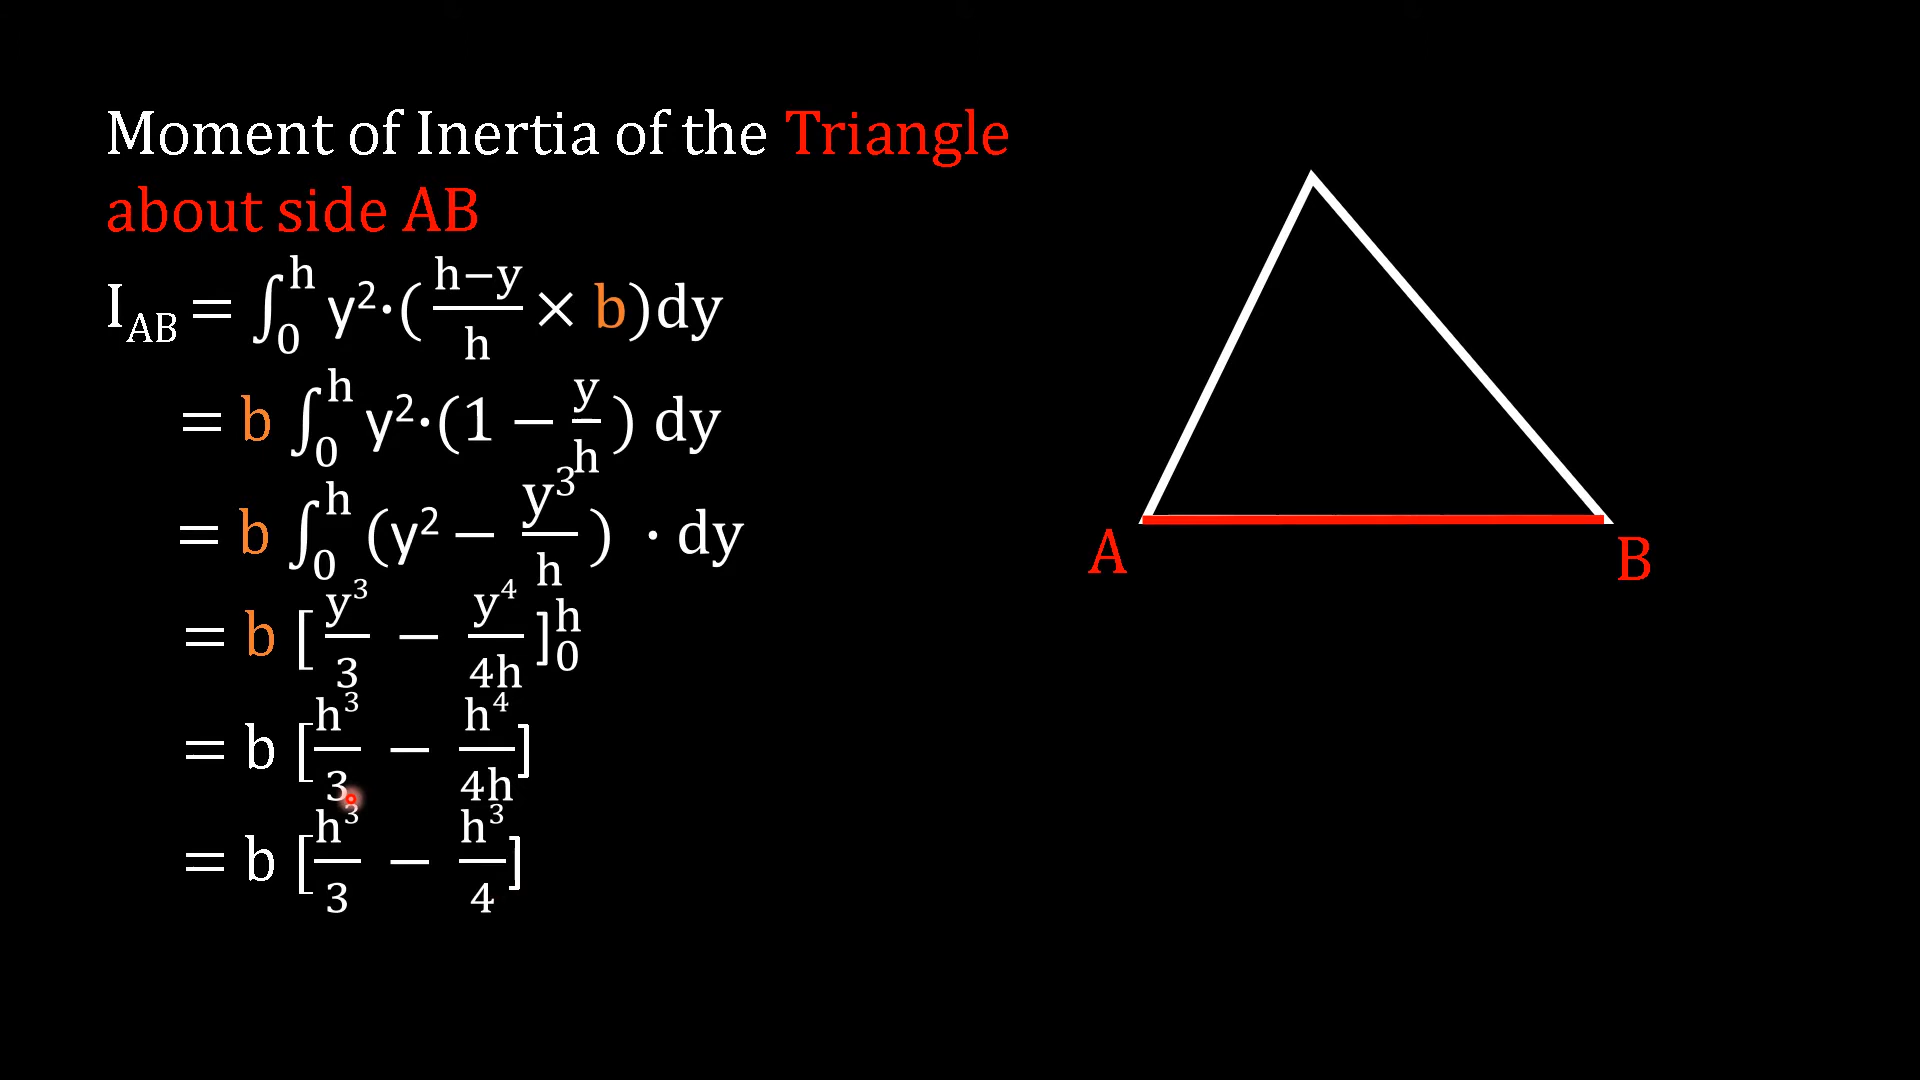 Moment of Inertia of the Triangle
about side AB
I_AB = ∫₀ʰ y²·((h−y)/h × b)dy
= b ∫₀ʰ y²·(1 − y/h) dy
= b ∫₀ʰ (y² − y³/h) · dy
= b [y³/3 − y⁴/4h]₀ʰ
= b [h³/3 − h⁴/4h]
= b [h³/3 − h³/4]
A
B